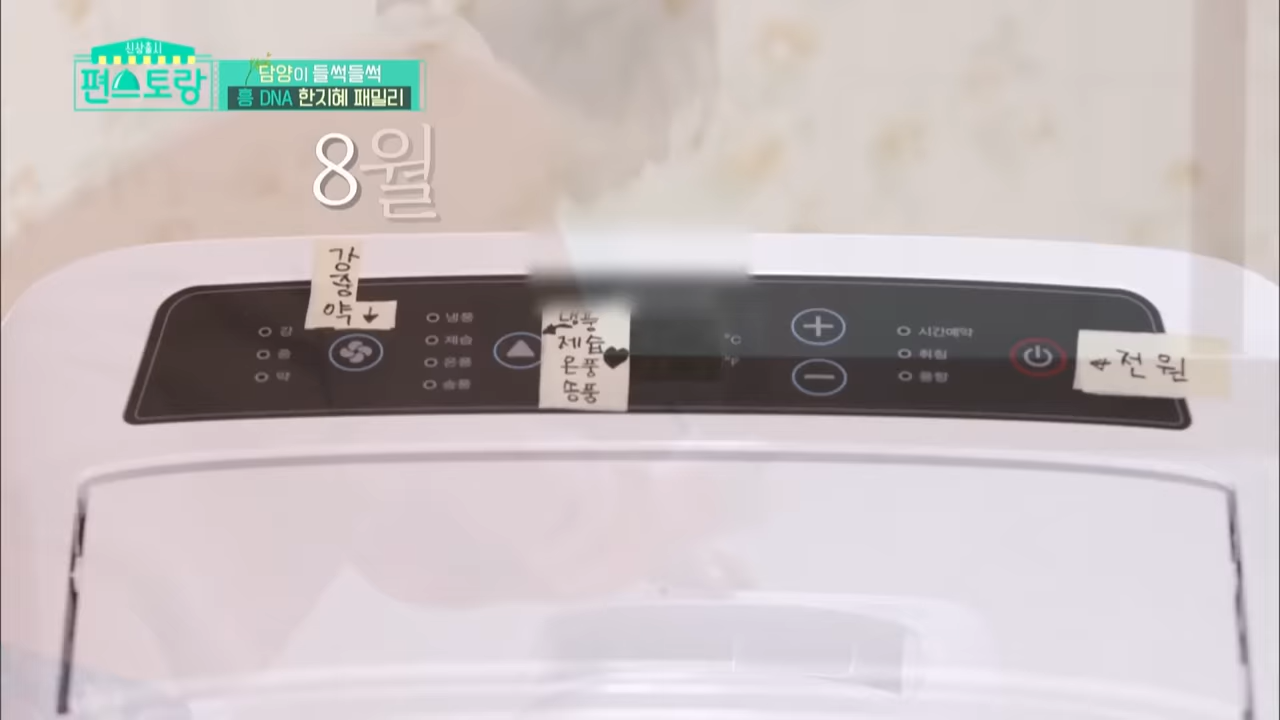 신상출시
편스토랑
담양이 들썩들썩
흥 DNA 한지혜 패밀리
8월
강
중
약 ↓
강
중
약
냉풍
제습
온풍
송풍
냉풍
제습
온풍
송풍
°C
°F
+
−
시간예약
취침
풍향
← 전원